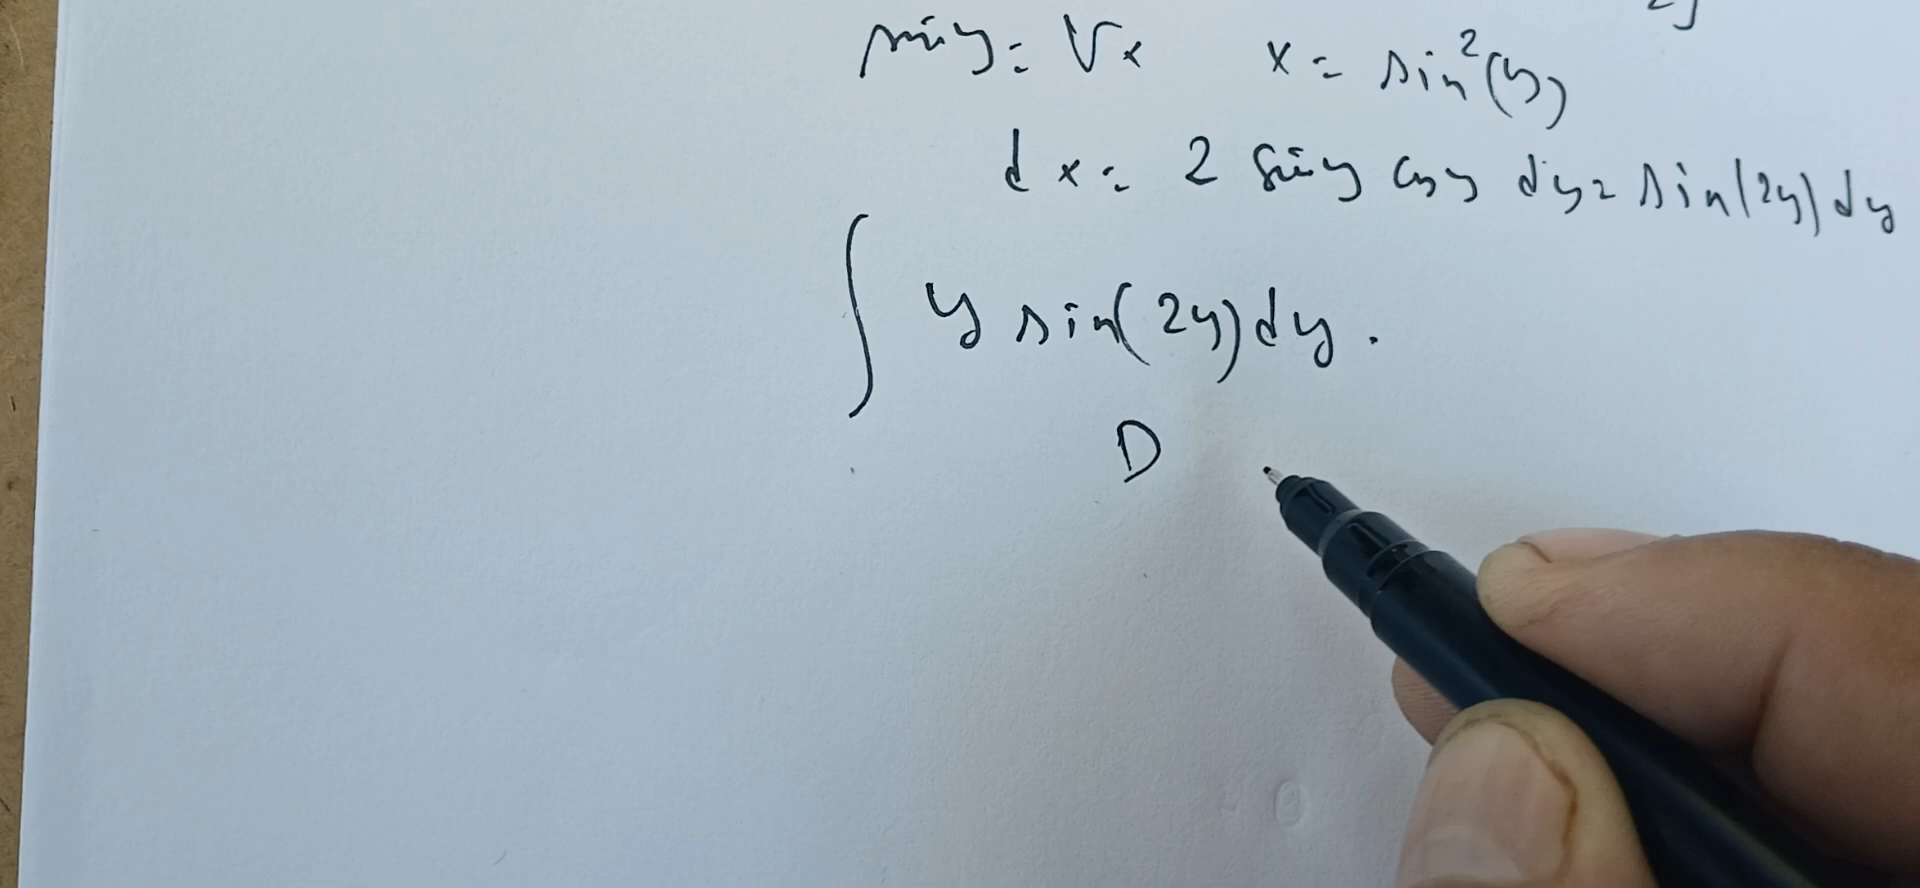 sin y = √x x = sin²(y)
dx = 2 sin y cos y dy = sin(2y) dy
∫ y sin(2y) dy .
D